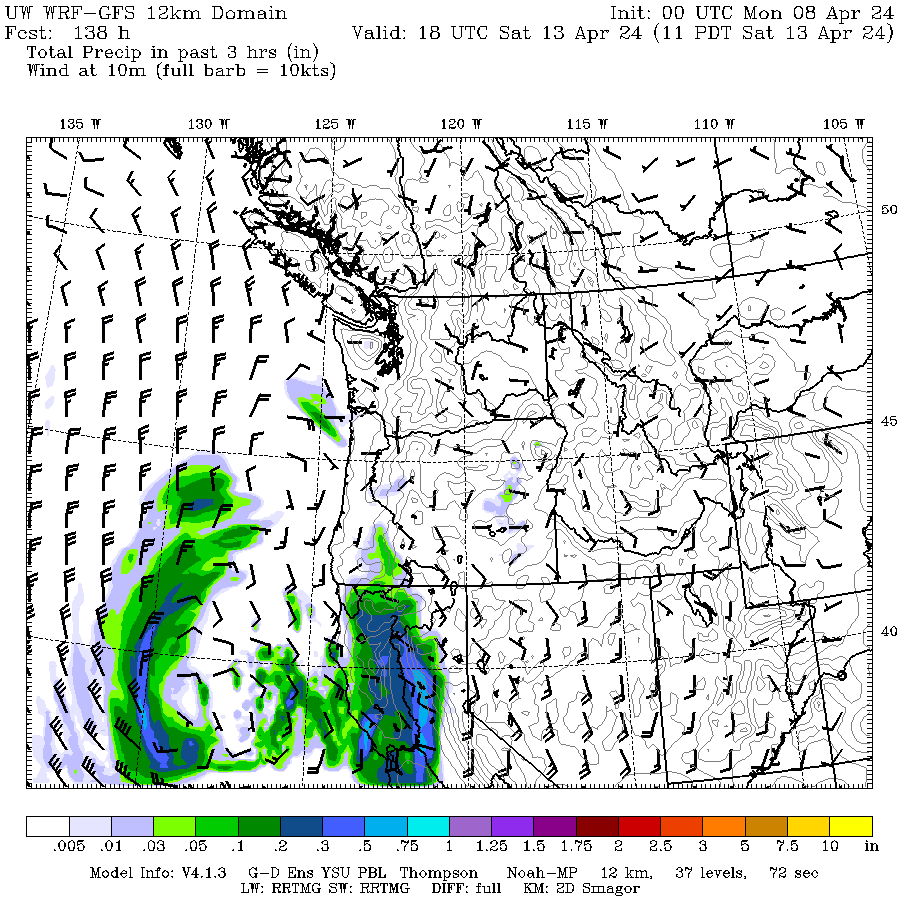 UW WRF-GFS 12km Domain Init: 00 UTC Mon 08 Apr 24
Fcst: 138 h Valid: 18 UTC Sat 13 Apr 24 (11 PDT Sat 13 Apr 24)
Total Precip in past 3 hrs (in)
Wind at 10m (full barb = 10kts)
135 W 130 W 125 W 120 W 115 W 110 W 105 W
50
45
40
.005 .01 .03 .05 .1 .2 .3 .5 .75 1 1.25 1.5 1.75 2 2.5 3 5 7.5 10 in
Model Info: V4.1.3 G-D Ens YSU PBL Thompson Noah-MP 12 km, 37 levels, 72 sec
LW: RRTMG SW: RRTMG DIFF: full KM: 2D Smagor